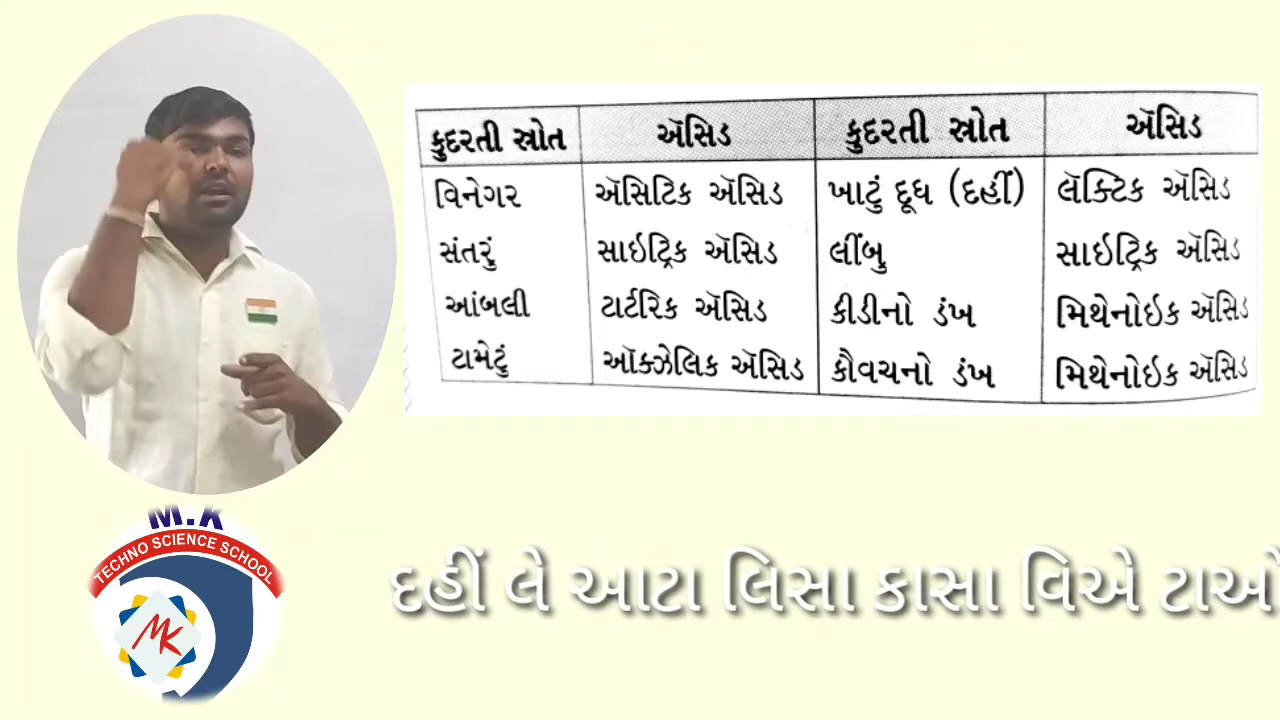 કુદરતી સ્રોત ઍસિડ કુદરતી સ્રોત ઍસિડ
વિનેગર ઍસિટિક ઍસિડ ખાટું દૂધ (દહીં) લૅક્ટિક ઍસિડ
સંતરું સાઇટ્રિક ઍસિડ લીંબુ સાઇટ્રિક ઍસિડ
આંબલી ટાર્ટરિક ઍસિડ કીડીનો ડંખ મિથેનોઇક ઍસિડ
ટામેટું ઑક્ઝેલિક ઍસિડ કૌવચનો ડંખ મિથેનોઇક ઍસિડ
M.K
TECHNO SCIENCE SCHOOL
MK
દહીં લે આટા લિસા કાસા વિએ ટાઓ